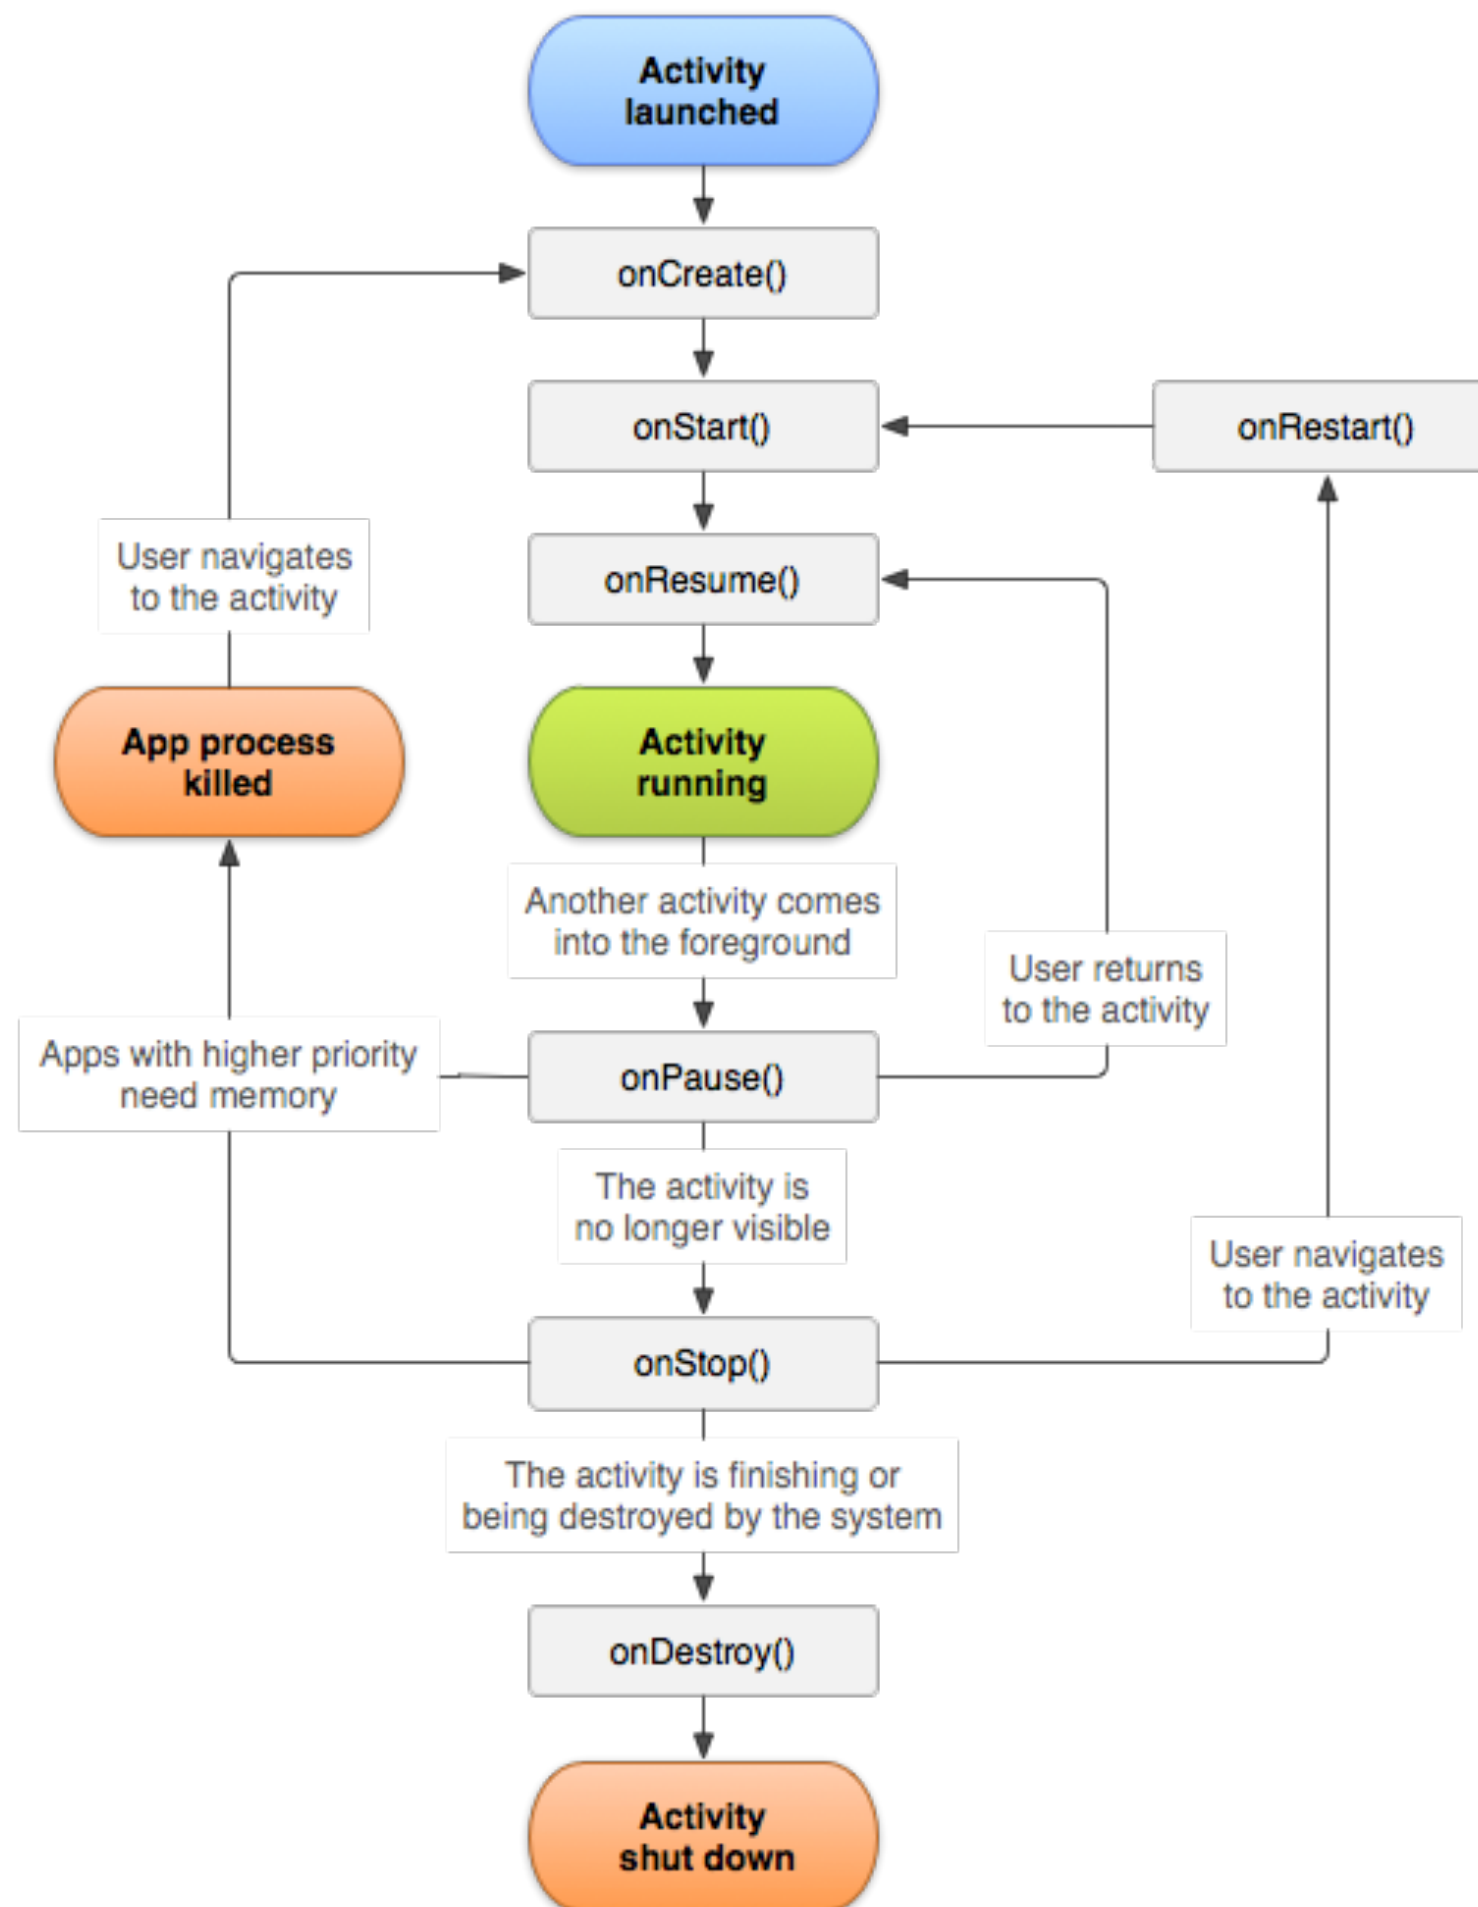 Activity
launched
onCreate()
onStart()
onRestart()
User navigates
to the activity
onResume()
App process
killed
Activity
running
Another activity comes
into the foreground
User returns
to the activity
Apps with higher priority
need memory
onPause()
The activity is
no longer visible
User navigates
to the activity
onStop()
The activity is finishing or
being destroyed by the system
onDestroy()
Activity
shut down